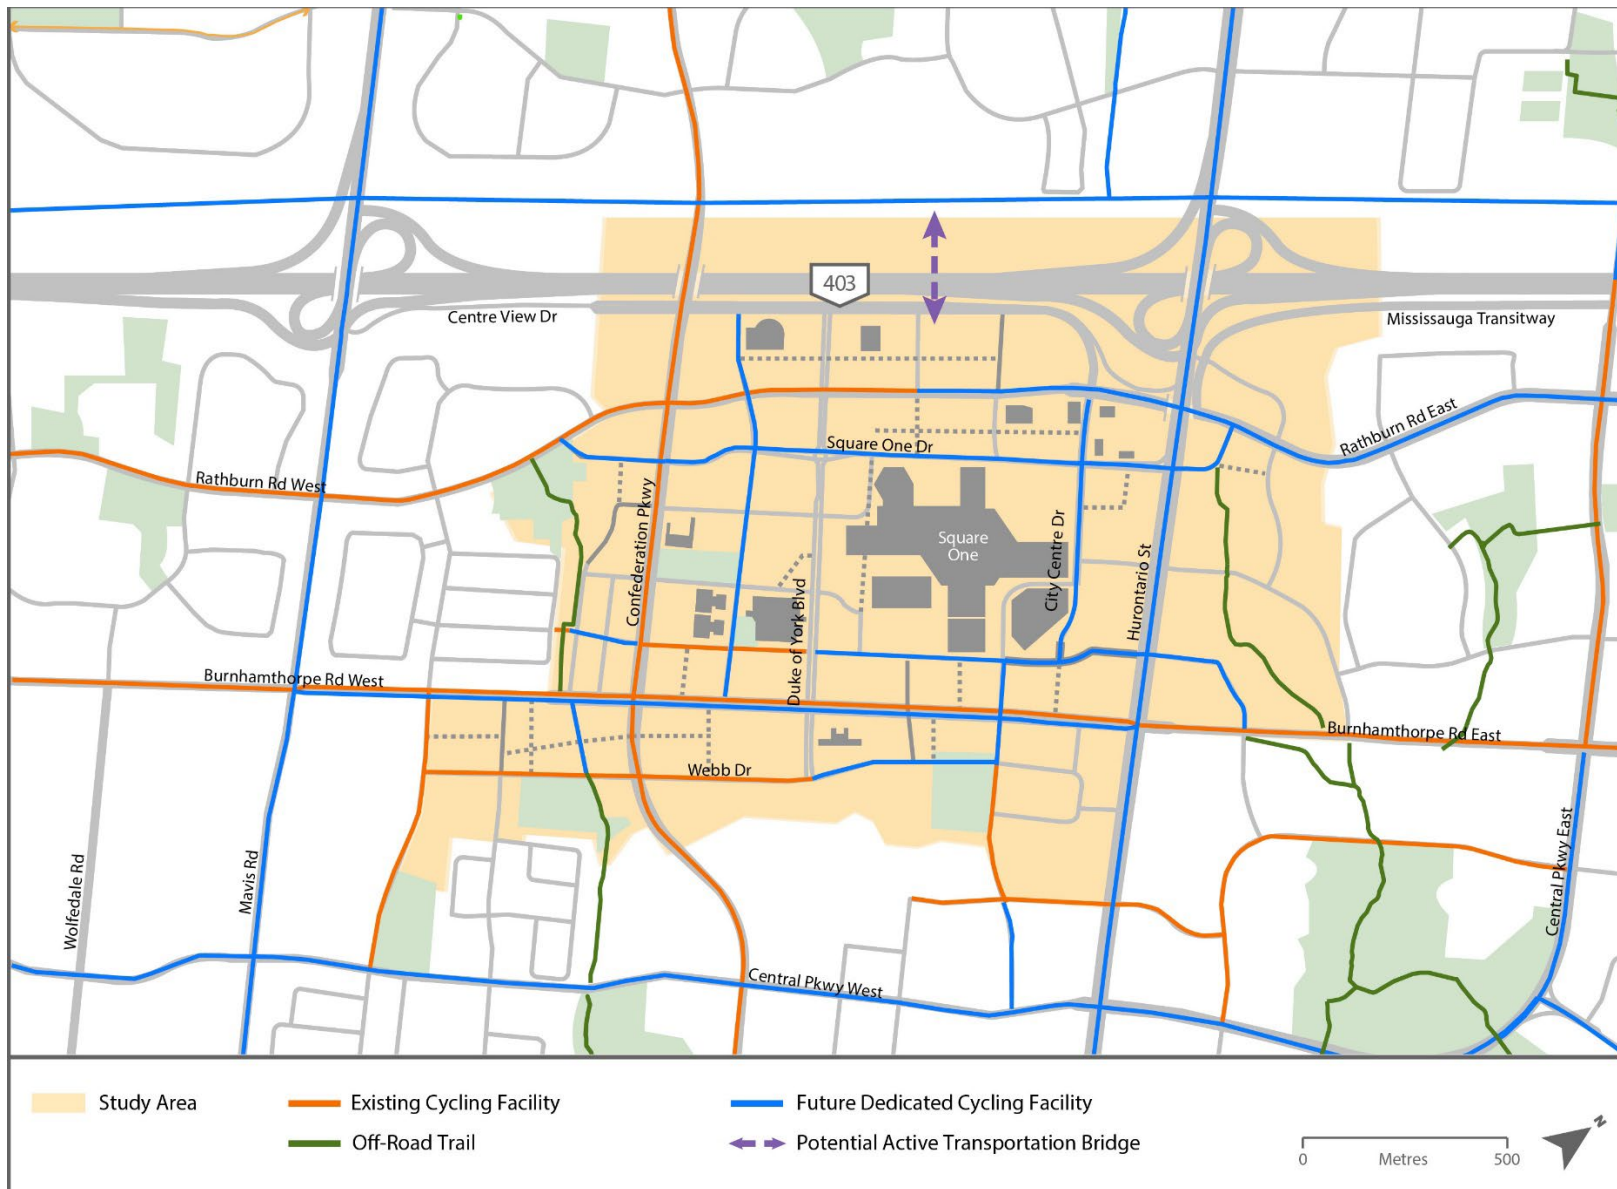 403
Centre View Dr
Mississauga Transitway
Rathburn Rd East
Square One Dr
Rathburn Rd West
Confederation Pkwy
Square
One
City Centre Dr
Hurontario St
Duke of York Blvd
Burnhamthorpe Rd West
Burnhamthorpe Rd East
Webb Dr
Wolfedale Rd
Mavis Rd
Central Pkwy East
Central Pkwy West
Study Area
Existing Cycling Facility
Future Dedicated Cycling Facility
Off-Road Trail
Potential Active Transportation Bridge
0 Metres 500
N